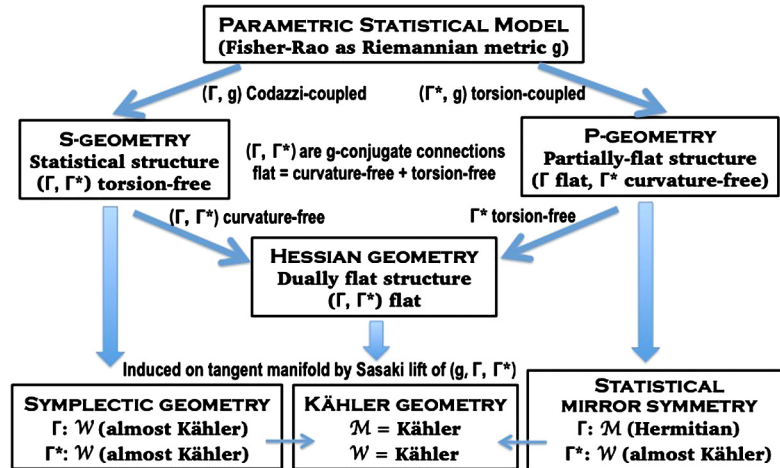 PARAMETRIC STATISTICAL MODEL
(Fisher-Rao as Riemannian metric g)
(Γ, g) Codazzi-coupled
(Γ*, g) torsion-coupled
S-GEOMETRY
Statistical structure
(Γ, Γ*) torsion-free
(Γ, Γ*) are g-conjugate connections
flat = curvature-free + torsion-free
P-GEOMETRY
Partially-flat structure
(Γ flat, Γ* curvature-free)
(Γ, Γ*) curvature-free
Γ* torsion-free
HESSIAN GEOMETRY
Dually flat structure
(Γ, Γ*) flat
Induced on tangent manifold by Sasaki lift of (g, Γ, Γ*)
SYMPLECTIC GEOMETRY
Γ: 𝒲 (almost Kähler)
Γ*: 𝒲 (almost Kähler)
KÄHLER GEOMETRY
ℳ = Kähler
𝒲 = Kähler
STATISTICAL
MIRROR SYMMETRY
Γ: ℳ (Hermitian)
Γ*: 𝒲 (almost Kähler)